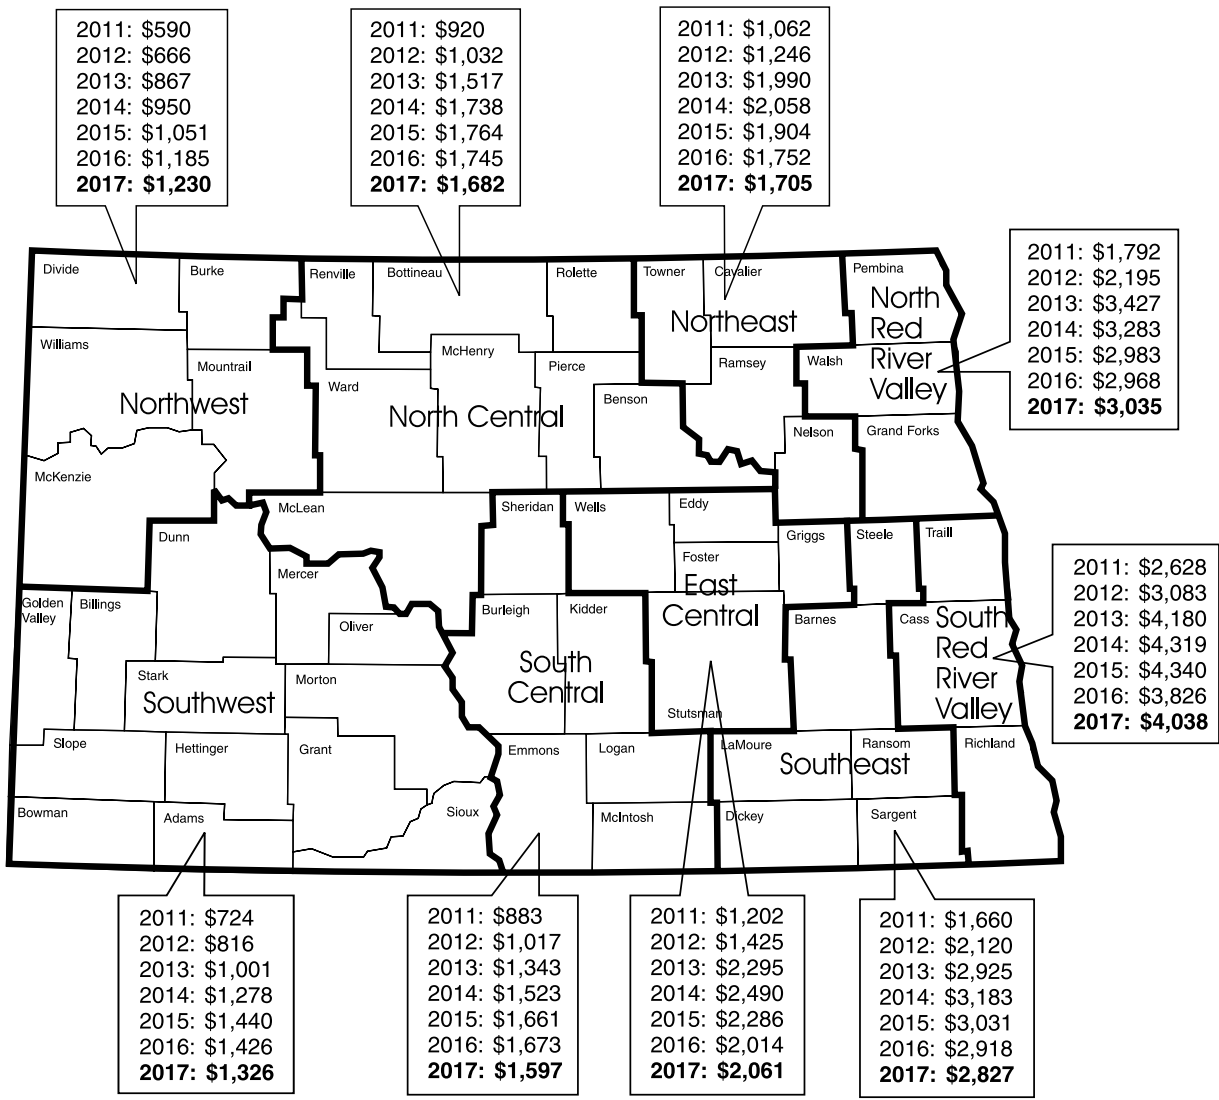 2011: $590
2012: $666
2013: $867
2014: $950
2015: $1,051
2016: $1,185
2017: $1,230
2011: $920
2012: $1,032
2013: $1,517
2014: $1,738
2015: $1,764
2016: $1,745
2017: $1,682
2011: $1,062
2012: $1,246
2013: $1,990
2014: $2,058
2015: $1,904
2016: $1,752
2017: $1,705
2011: $1,792
2012: $2,195
2013: $3,427
2014: $3,283
2015: $2,983
2016: $2,968
2017: $3,035
Divide
Burke
Renville
Bottineau
Rolette
Towner
Cavalier
Pembina
North
Red
River
Valley
Northeast
Williams
Mountrail
McHenry
Pierce
Ramsey
Walsh
Ward
Benson
Northwest
North Central
Nelson
Grand Forks
McKenzie
McLean
Sheridan
Wells
Eddy
Dunn
Griggs
Steele
Traill
Foster
Mercer
East
Central
Golden
Valley
Billings
Burleigh
Kidder
Oliver
Barnes
Cass
South
Red
River
Valley
2011: $2,628
2012: $3,083
2013: $4,180
2014: $4,319
2015: $4,340
2016: $3,826
2017: $4,038
Stark
Morton
South
Central
Southwest
Stutsman
Slope
Hettinger
Grant
Emmons
Logan
LaMoure
Ransom
Richland
Southeast
Bowman
Adams
Sioux
McIntosh
Dickey
Sargent
2011: $724
2012: $816
2013: $1,001
2014: $1,278
2015: $1,440
2016: $1,426
2017: $1,326
2011: $883
2012: $1,017
2013: $1,343
2014: $1,523
2015: $1,661
2016: $1,673
2017: $1,597
2011: $1,202
2012: $1,425
2013: $2,295
2014: $2,490
2015: $2,286
2016: $2,014
2017: $2,061
2011: $1,660
2012: $2,120
2013: $2,925
2014: $3,183
2015: $3,031
2016: $2,918
2017: $2,827